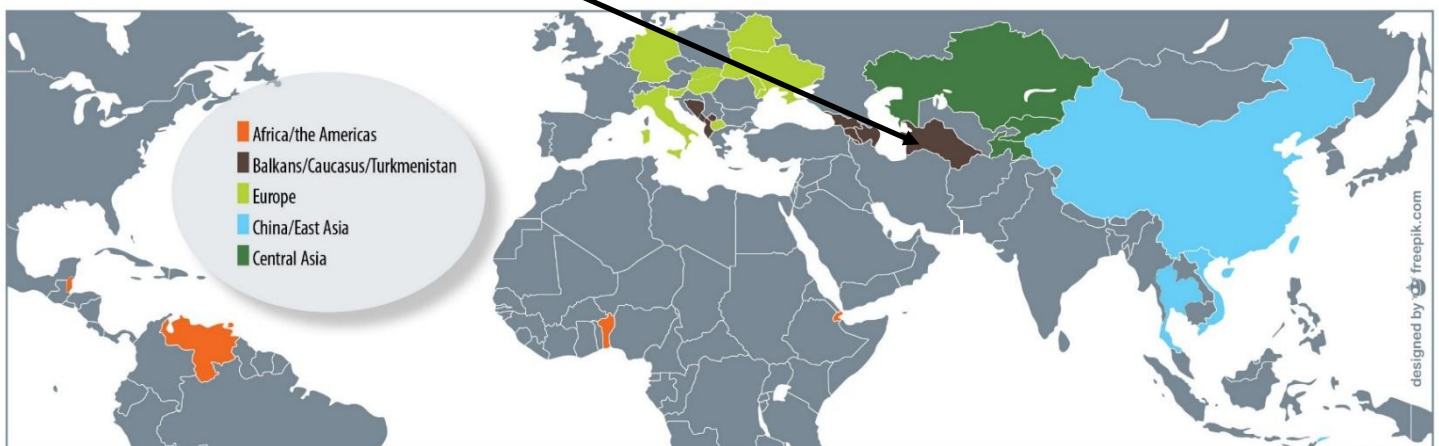 Africa/the Americas
Balkans/Caucasus/Turkmenistan
Europe
China/East Asia
Central Asia
designed by freepik.com